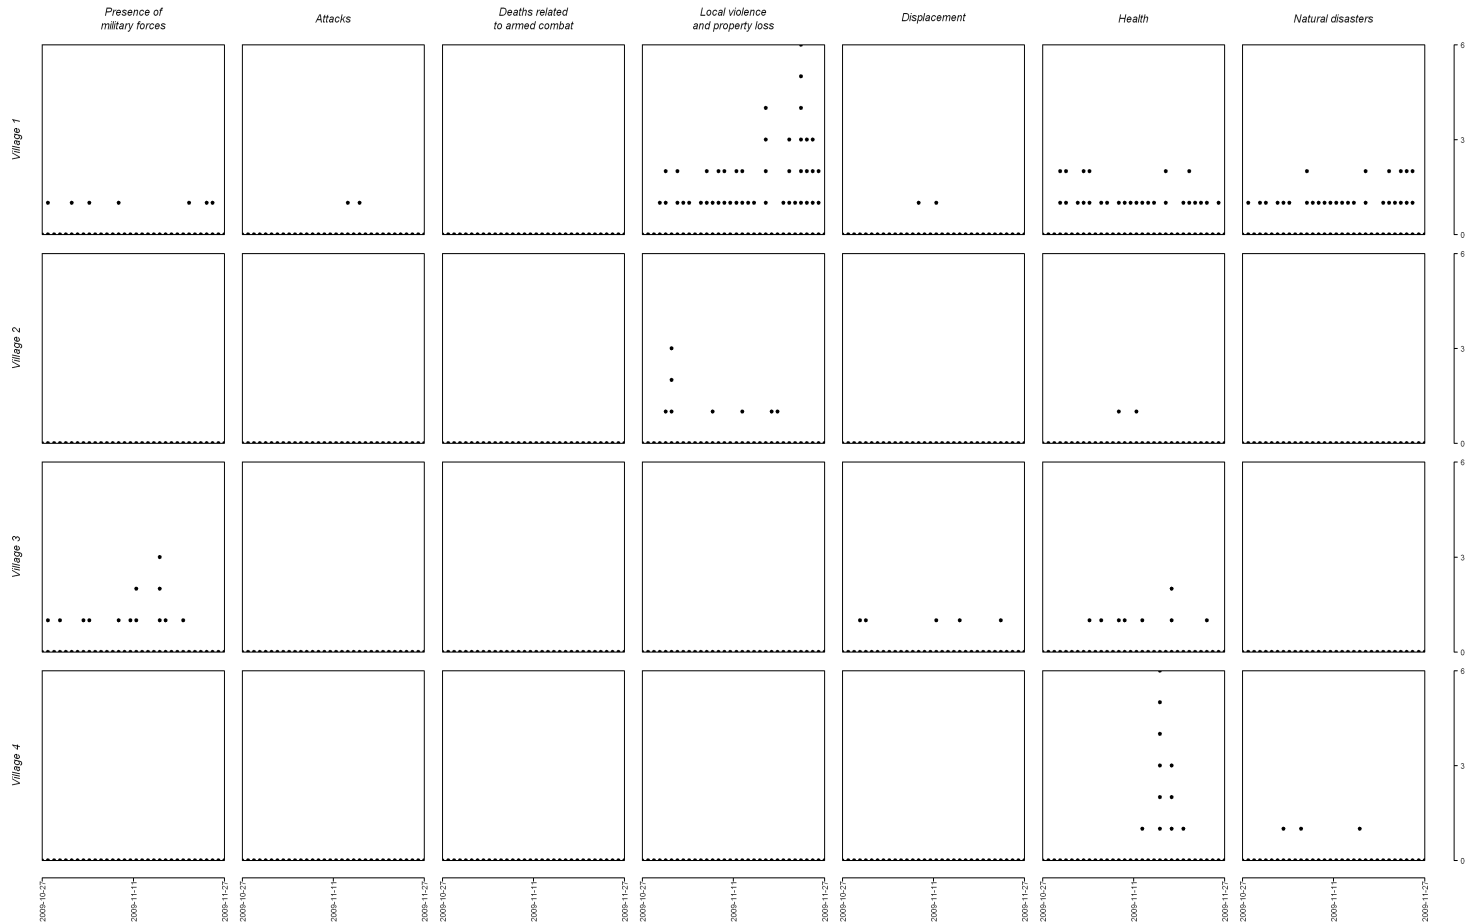 Presence of
military forces
Attacks
Deaths related
to armed combat
Local violence
and property loss
Displacement
Health
Natural disasters
Village 1
6
3
0
Village 2
6
3
0
Village 3
6
3
0
Village 4
6
3
0
2009-10-27
2009-11-11
2009-11-27
2009-10-27
2009-11-11
2009-11-27
2009-10-27
2009-11-11
2009-11-27
2009-10-27
2009-11-11
2009-11-27
2009-10-27
2009-11-11
2009-11-27
2009-10-27
2009-11-11
2009-11-27
2009-10-27
2009-11-11
2009-11-27